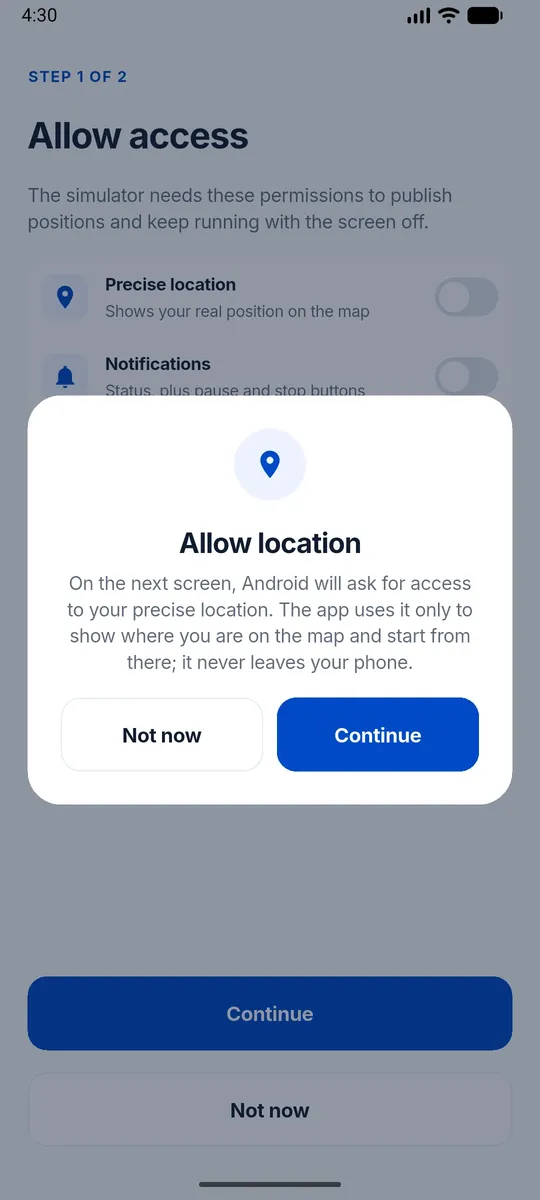 4:30
STEP 1 OF 2
Allow access
The simulator needs these permissions to publish
positions and keep running with the screen off.
Precise location
Shows your real position on the map
Notifications
Status, plus pause and stop buttons
Allow location
On the next screen, Android will ask for access
to your precise location. The app uses it only to
show where you are on the map and start from
there; it never leaves your phone.
Not now
Continue
Continue
Not now